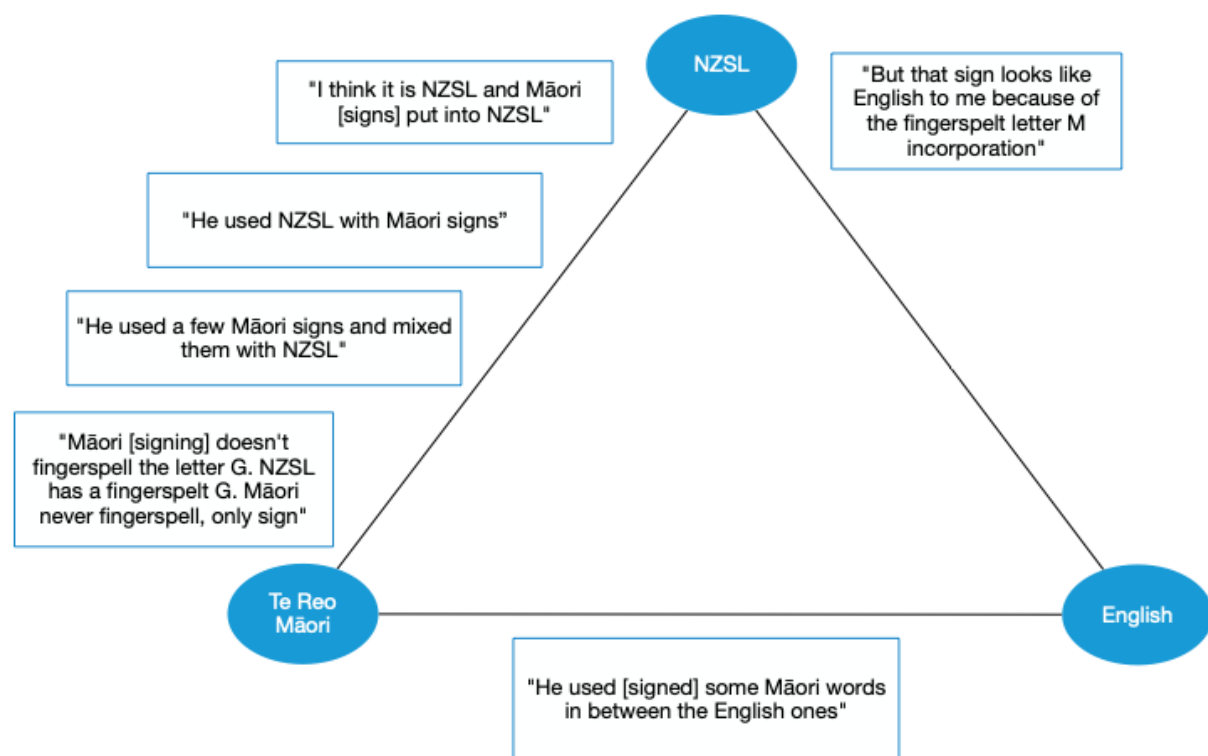 NZSL
"I think it is NZSL and Māori
[signs] put into NZSL"
"But that sign looks like
English to me because of
the fingerspelt letter M
incorporation"
"He used NZSL with Māori signs”
"He used a few Māori signs and mixed
them with NZSL"
"Māori [signing] doesn't
fingerspell the letter G. NZSL
has a fingerspelt G. Māori
never fingerspell, only sign"
Te Reo
Māori
English
"He used [signed] some Māori words
in between the English ones"